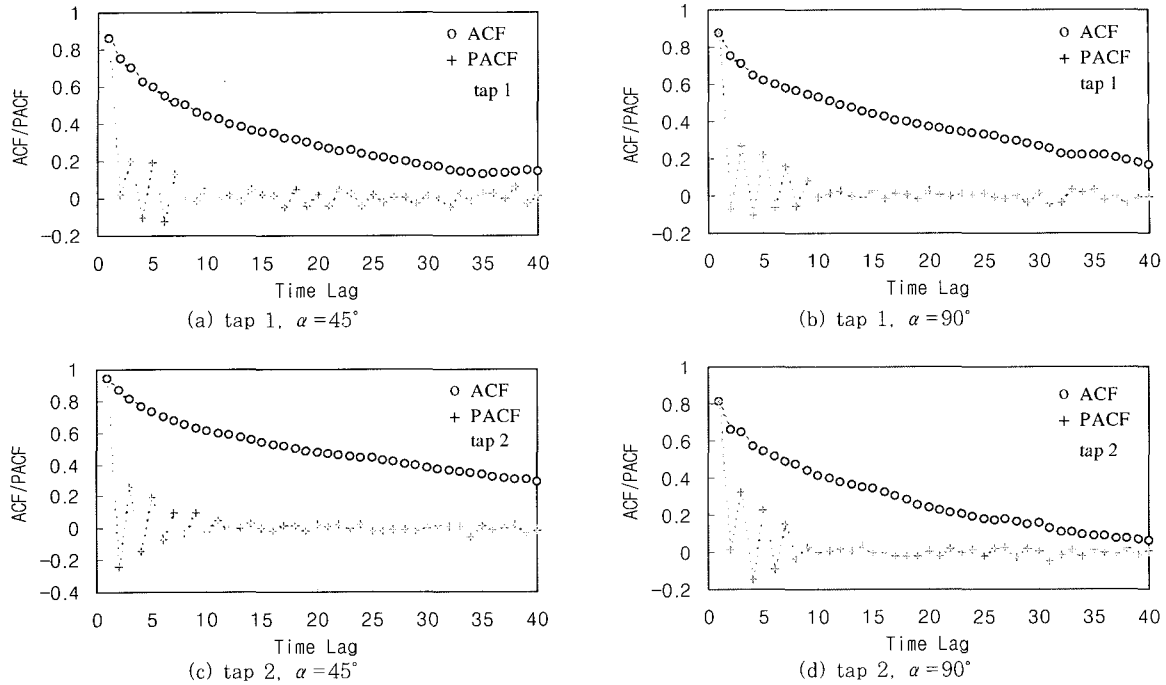 1
0.8
0.6
0.4
0.2
0
-0.2
ACF/PACF
ACF
PACF
tap 1
0 5 10 15 20 25 30 35 40
Time Lag
(a) tap 1, α=45°
1
0.8
0.6
0.4
0.2
0
-0.2
ACF/PACF
ACF
PACF
tap 1
0 5 10 15 20 25 30 35 40
Time Lag
(b) tap 1, α=90°
1
0.8
0.6
0.4
0.2
0
-0.2
-0.4
ACF/PACF
ACF
PACF
tap 2
0 5 10 15 20 25 30 35 40
Time Lag
(c) tap 2, α=45°
1
0.8
0.6
0.4
0.2
0
-0.2
ACF/PACF
ACF
PACF
tap 2
0 5 10 15 20 25 30 35 40
Time Lag
(d) tap 2, α=90°